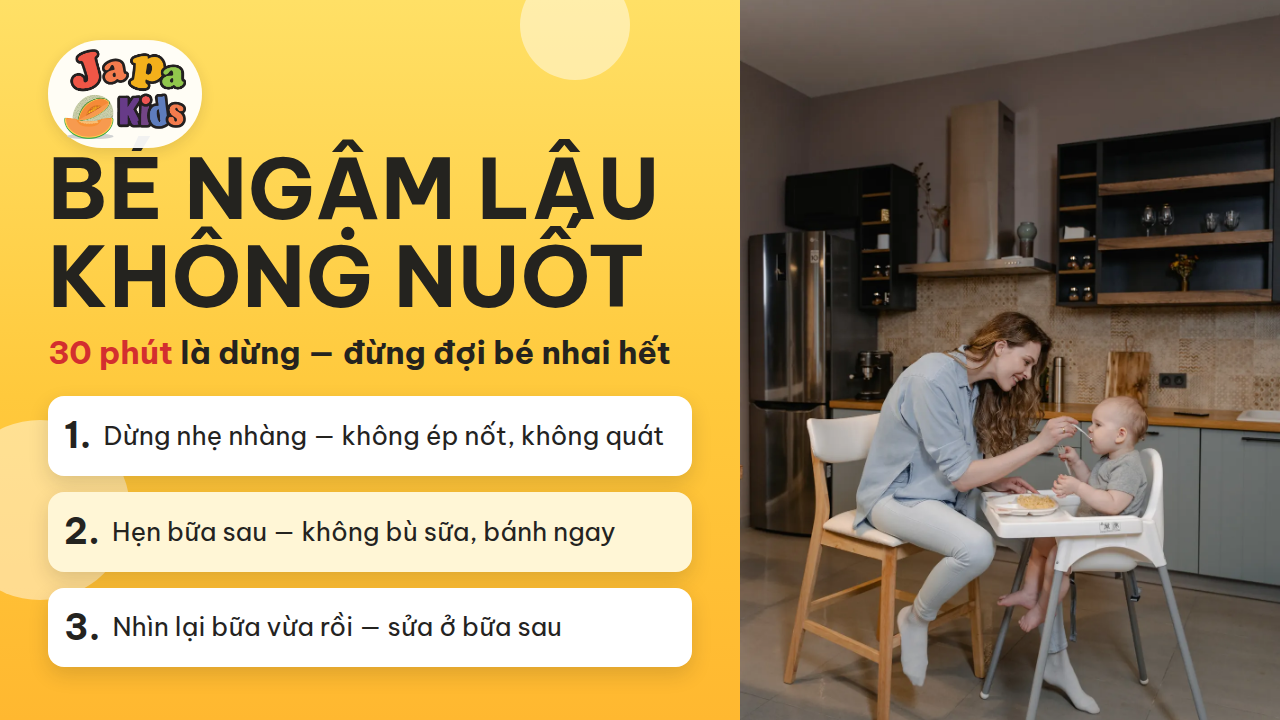 Japa
Kids
BÉ NGẬM LÂU
KHÔNG NUỐT
30 phút là dừng – đừng đợi bé nhai hết
1. Dừng nhẹ nhàng – không ép nốt, không quát
2. Hẹn bữa sau – không bù sữa, bánh ngay
3. Nhìn lại bữa vừa rồi – sửa ở bữa sau